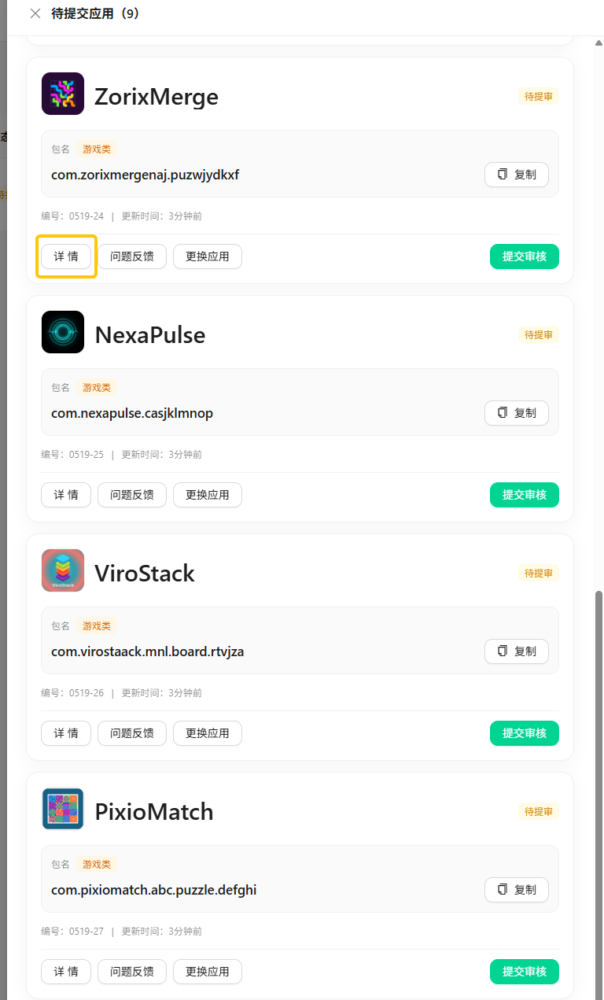 待提交应用（9）
态
ZorixMerge
待提审
包名 游戏类
com.zorixmergenaj.puzwjydkxf
复制
编号：0519-24 | 更新时间：3分钟前
详 情 问题反馈 更换应用 提交审核
NexaPulse
待提审
包名 游戏类
com.nexapulse.casjklmnop
复制
编号：0519-25 | 更新时间：3分钟前
详 情 问题反馈 更换应用 提交审核
ViroStack
待提审
ViroStack
包名 游戏类
com.virostaack.mnl.board.rtvjza
复制
编号：0519-26 | 更新时间：3分钟前
详 情 问题反馈 更换应用 提交审核
PixioMatch
待提审
包名 游戏类
com.pixiomatch.abc.puzzle.defghi
复制
编号：0519-27 | 更新时间：3分钟前
详 情 问题反馈 更换应用 提交审核